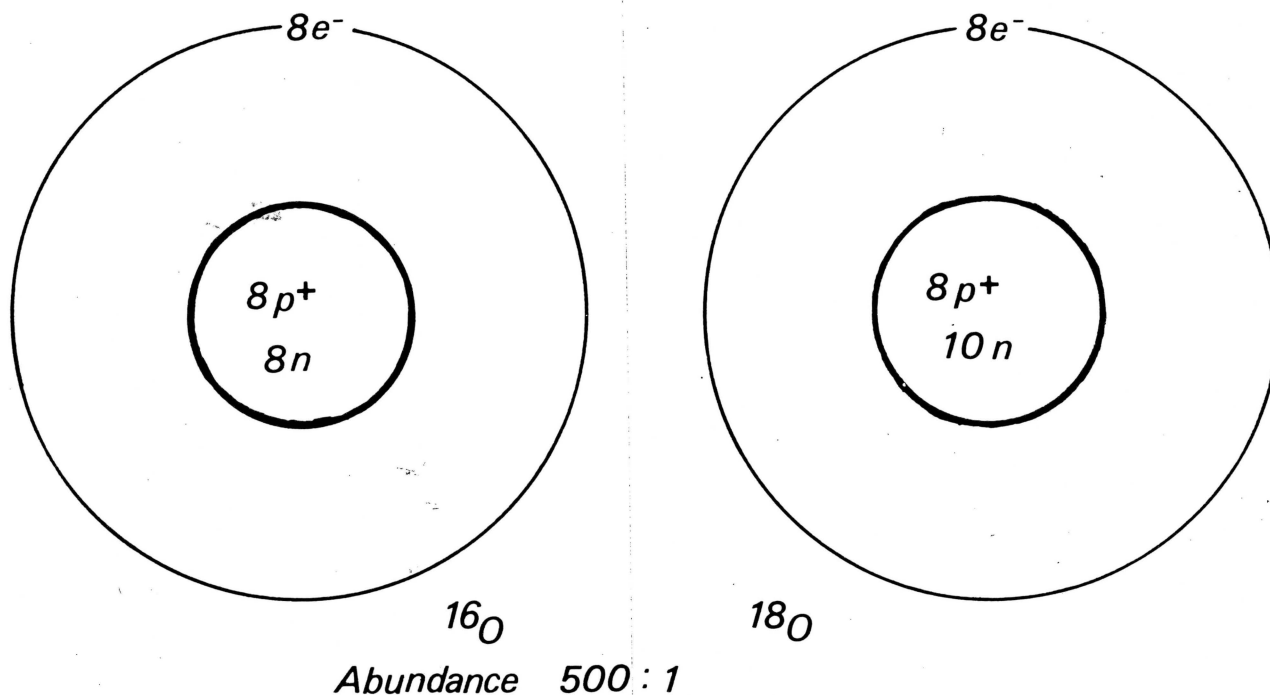 8e⁻ 8e⁻
8p⁺ 8p⁺
8n 10n
¹⁶O ¹⁸O
Abundance 500 : 1